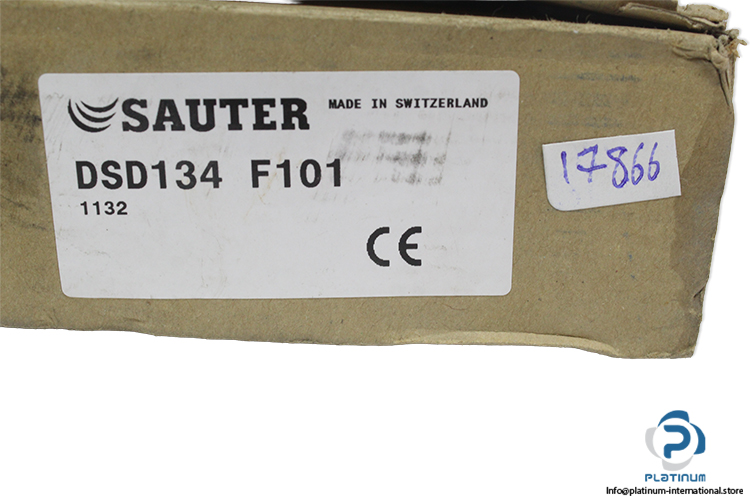 SAUTER MADE IN SWITZERLAND
DSD134 F101
1132
CE
17866
PLATINUM
Info@platinum-international.store